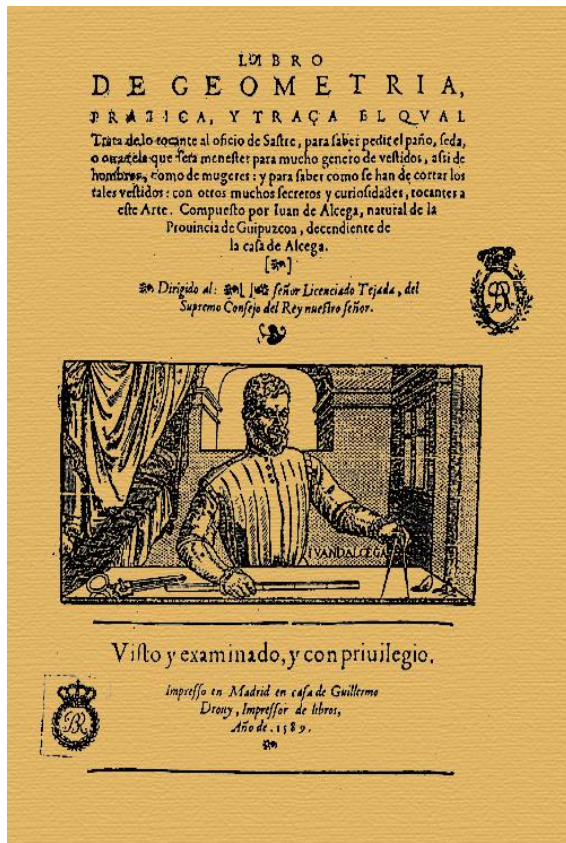 LIBRO
DE GEOMETRIA,
PRATICA, Y TRAÇA EL QVAL
Trata de lo tocante al oficio de Sastre, para saber pedir el paño, seda,
o otra tela que sera menester para mucho genero de vestidos, assi de
hombres, como de mugeres: y para saber como se han de cortar los
tales vestidos: con otros muchos secretos y curiosidades, tocantes a
este Arte. Compuesto por Iuan de Alcega, natural de la
Prouincia de Guipuzcoa, decendiente de
la casa de Alcega.
Dirigido al señor Licenciado Tejada, del
Supremo Consejo del Rey nuestro señor.
IVAN DALCEGA
Visto y examinado, y con priuilegio.
Impresso en Madrid en casa de Guillermo
Drouy, Impressor de libros,
Año de. 1589.